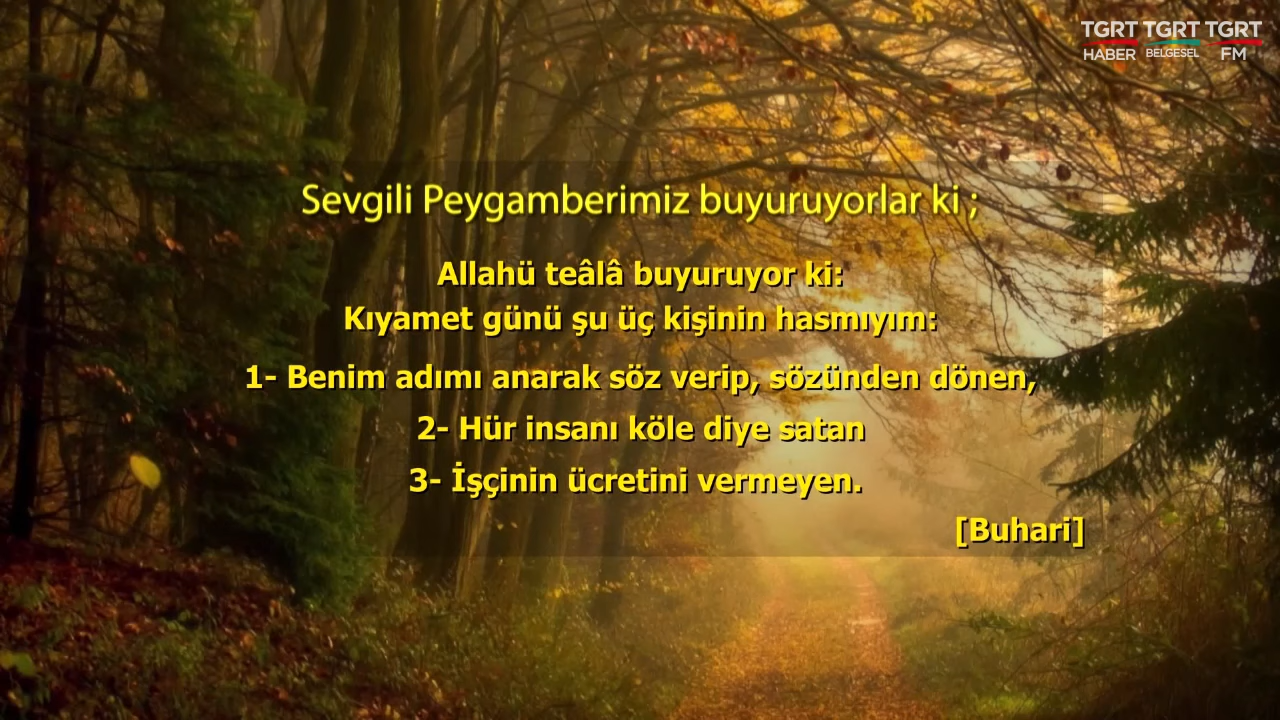 TGRT TGRT TGRT
HABER BELGESEL FM
Sevgili Peygamberimiz buyuruyorlar ki ;
Allahü teâlâ buyuruyor ki:
Kıyamet günü şu üç kişinin hasmıyım:
1- Benim adımı anarak söz verip, sözünden dönen,
2- Hür insanı köle diye satan
3- İşçinin ücretini vermeyen.
[Buhari]